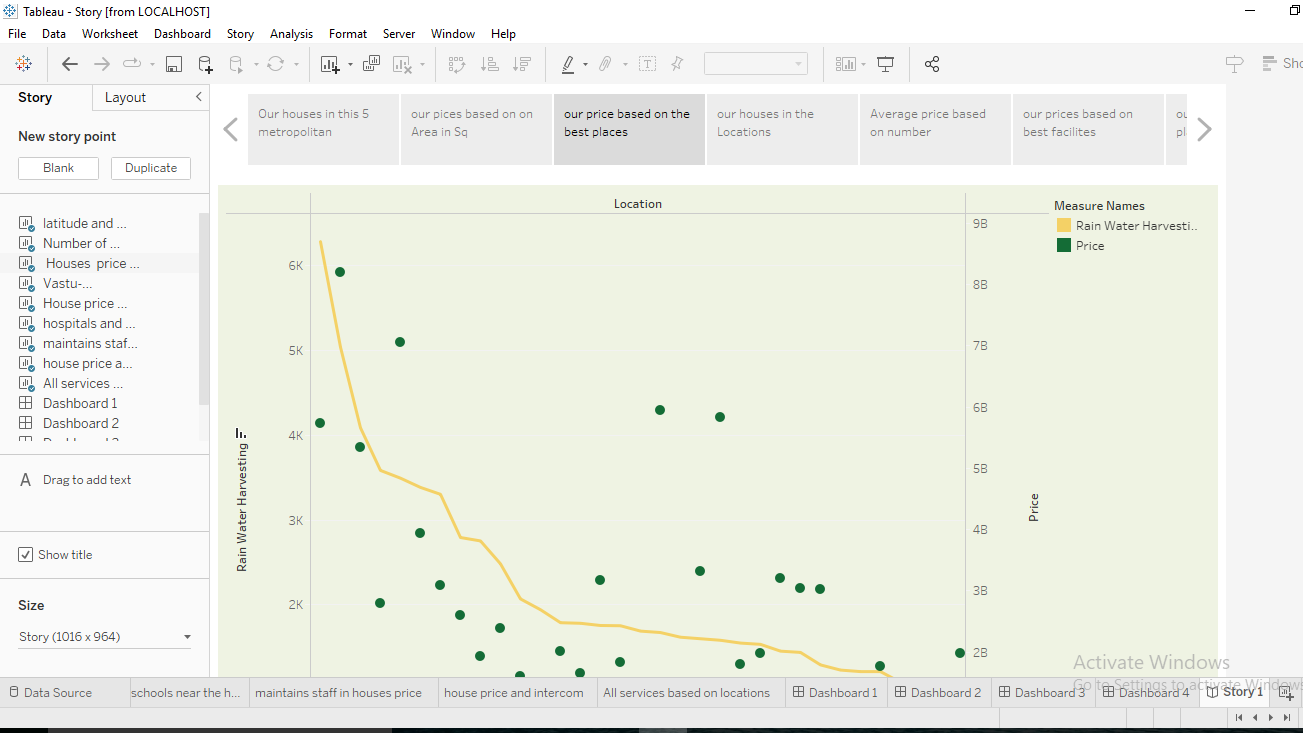 Tableau - Story [from LOCALHOST]
File Data Worksheet Dashboard Story Analysis Format Server Window Help
Sho
Story Layout
New story point
Blank Duplicate
latitude and ...
Number of ...
Houses price ...
Vastu-...
House price ...
hospitals and ...
maintains staf...
house price a...
All services ...
Dashboard 1
Dashboard 2
A Drag to add text
Show title
Size
Story (1016 x 964)
Our houses in this 5
metropolitan
our pices based on on
Area in Sq
our price based on the
best places
our houses in the
Locations
Average price based
on number
our prices based on
best facilites
ou
pl
Location
Rain Water Harvesting
6K
5K
4K
3K
2K
9B
8B
7B
6B
5B
4B
3B
2B
Price
Measure Names
Rain Water Harvesti..
Price
Activate Windows
Go to Settings to activate Windows
Data Source schools near the h... maintains staff in houses price house price and intercom All services based on locations Dashboard 1 Dashboard 2 Dashboard 3 Dashboard 4 Story 1